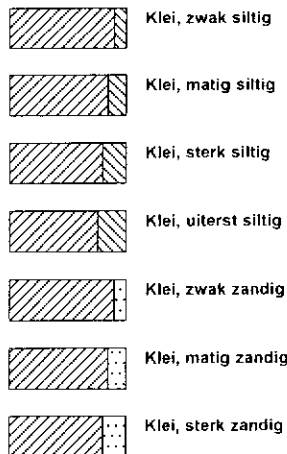 Klei, zwak siltig
Klei, matig siltig
Klei, sterk siltig
Klei, uiterst siltig
Klei, zwak zandig
Klei, matig zandig
Klei, sterk zandig